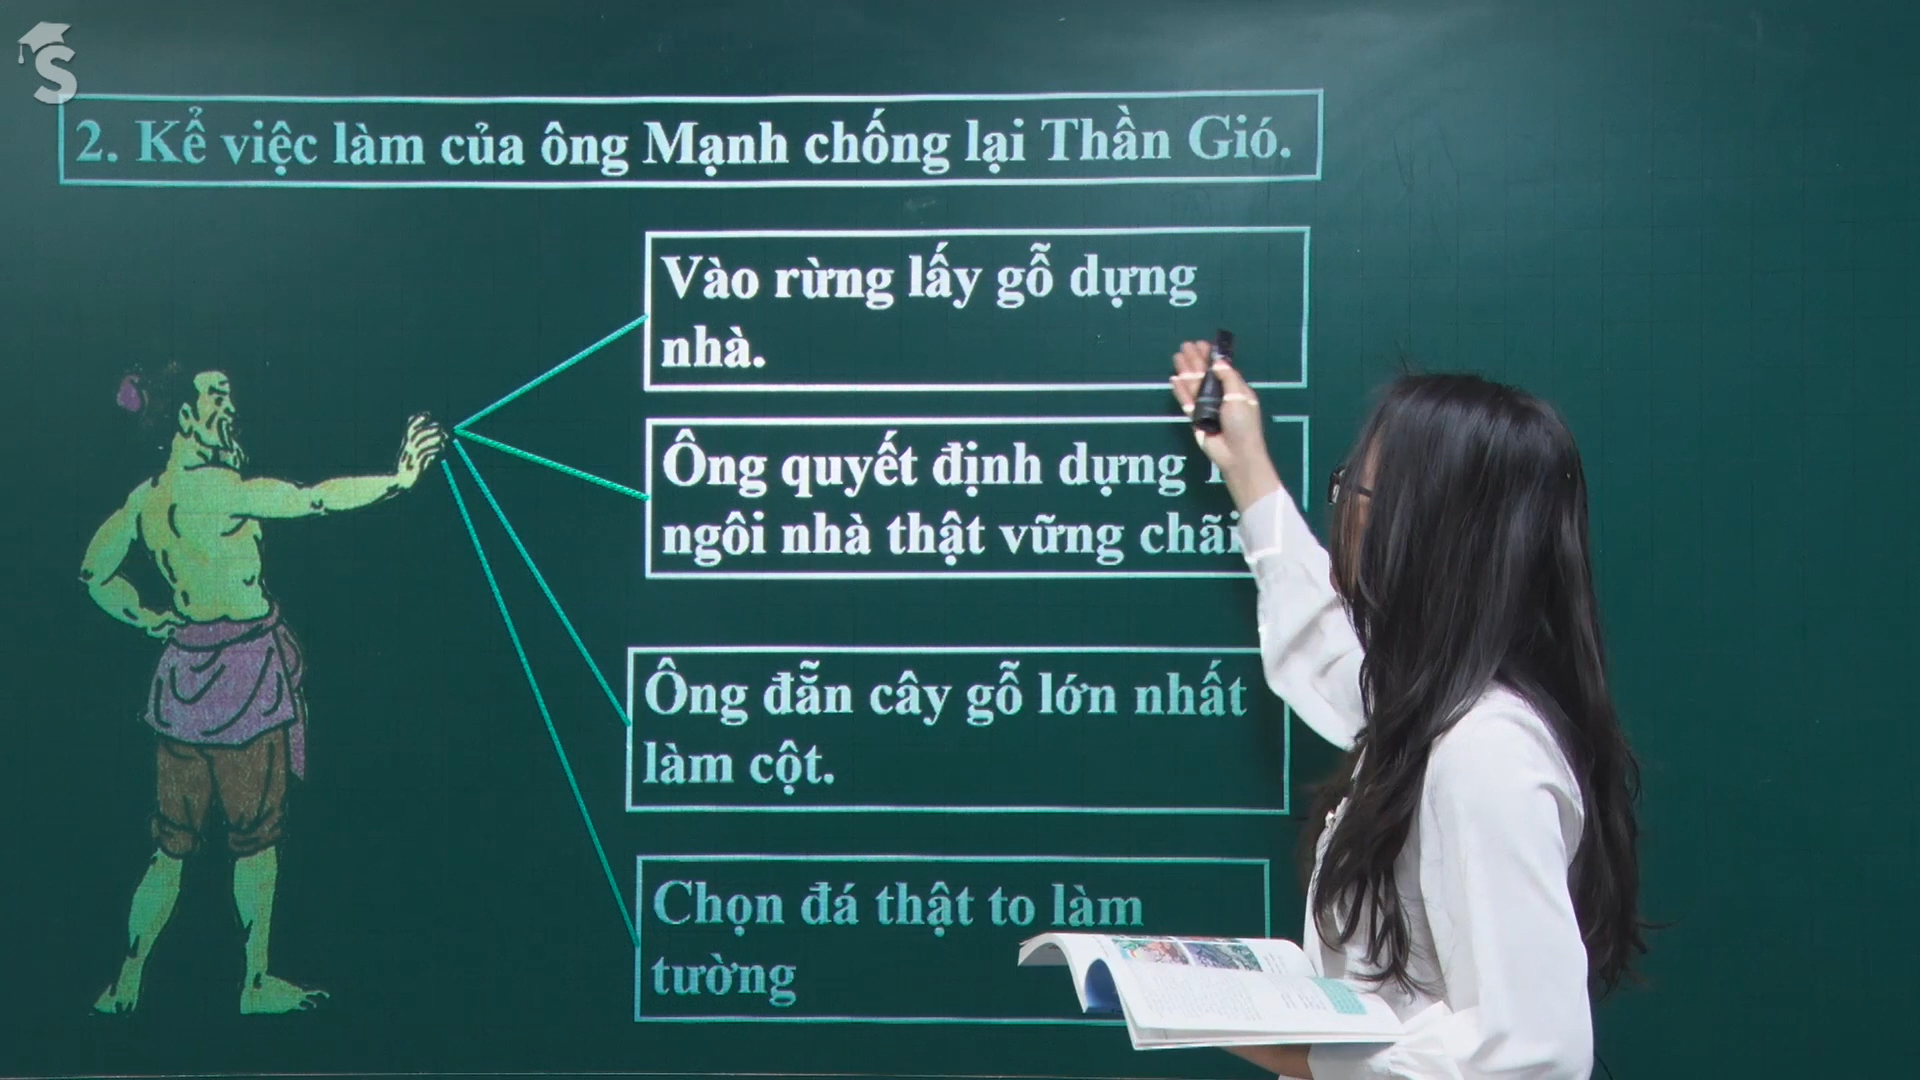 S
2. Kể việc làm của ông Mạnh chống lại Thần Gió.
Vào rừng lấy gỗ dựng
nhà.
Ông quyết định dựng
ngôi nhà thật vững chãi
Ông đẵn cây gỗ lớn nhất
làm cột.
Chọn đá thật to làm
tường